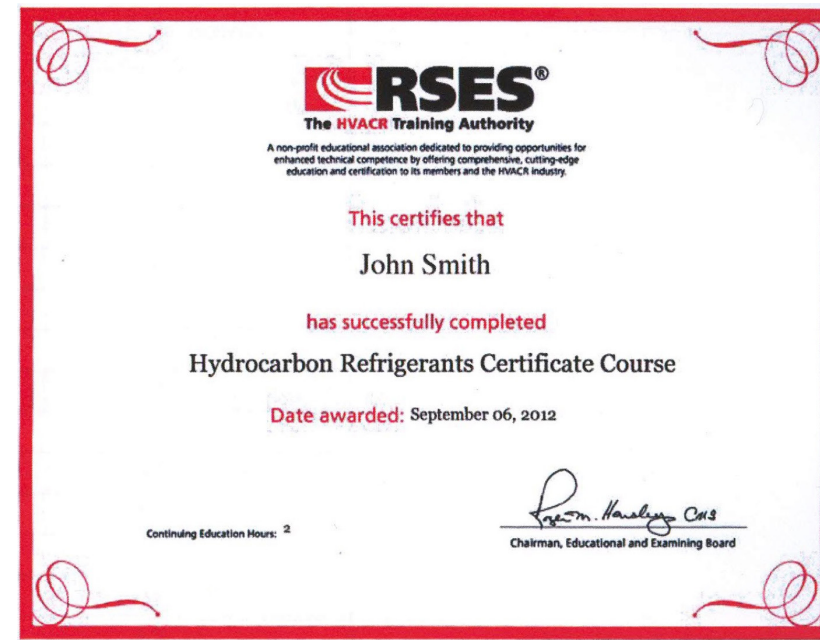 RSES®
The HVACR Training Authority
A non-profit educational association dedicated to providing opportunities for
enhanced technical competence by offering comprehensive, cutting-edge
education and certification to its members and the HVACR industry.
This certifies that
John Smith
has successfully completed
Hydrocarbon Refrigerants Certificate Course
Date awarded: September 06, 2012
CMS
Continuing Education Hours: 2
Chairman, Educational and Examining Board